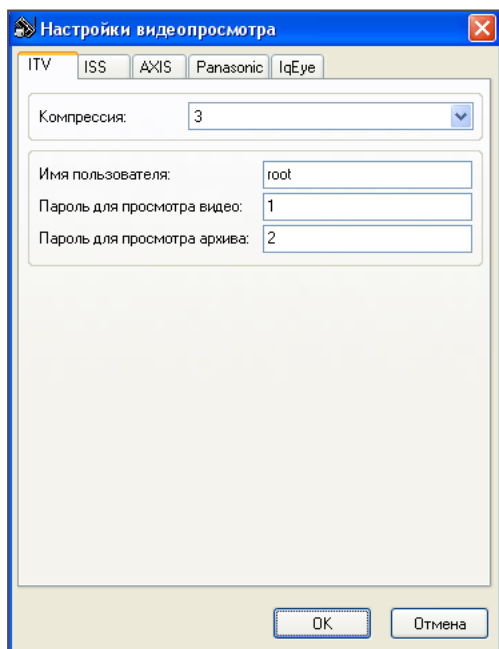 Настройки видеопросмотра
ITV ISS AXIS Panasonic IqEye
Компрессия: 3
Имя пользователя: root
Пароль для просмотра видео: 1
Пароль для просмотра архива: 2
OK Отмена